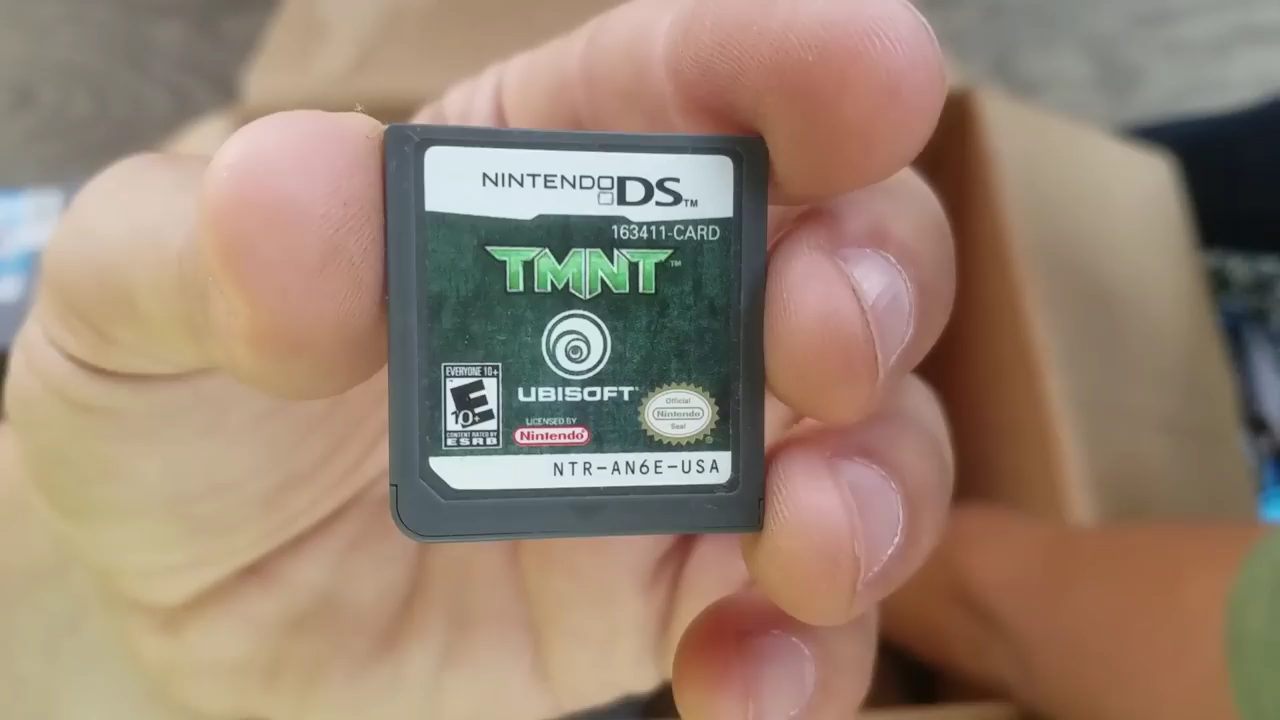 NINTENDO DS™
163411-CARD
TMNT™
UBISOFT
EVERYONE 10+
E
10+
CONTENT RATED BY
ESRB
LICENSED BY
Nintendo
Official
Nintendo
Seal
NTR-AN6E-USA